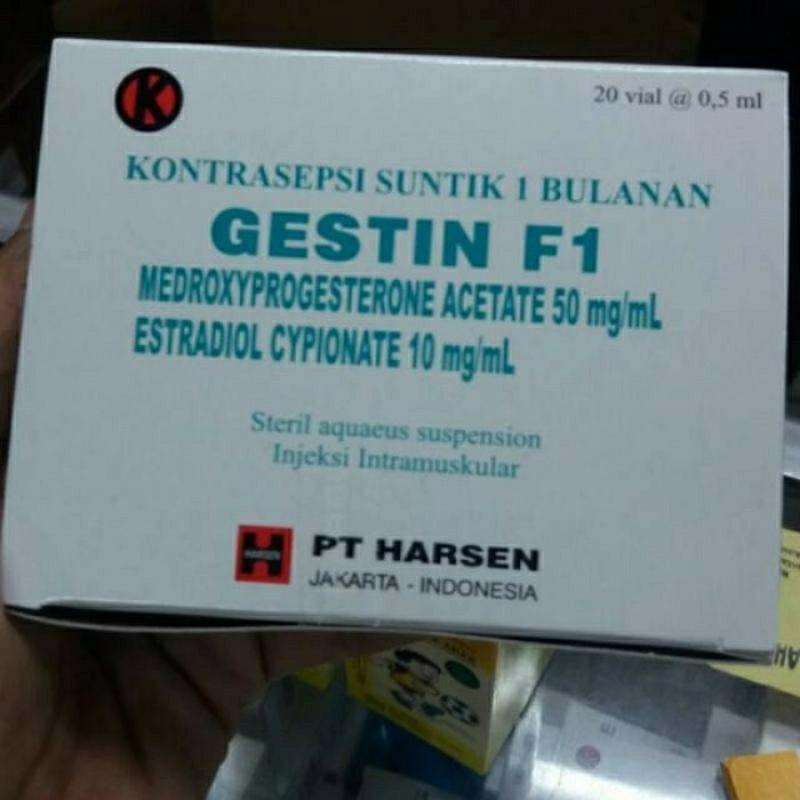 K
20 vial @ 0,5 ml
KONTRASEPSI SUNTIK 1 BULANAN
GESTIN F1
MEDROXYPROGESTERONE ACETATE 50 mg/mL
ESTRADIOL CYPIONATE 10 mg/mL
Steril aquaeus suspension
Injeksi Intramuskular
HARSEN
PT HARSEN
JAKARTA - INDONESIA